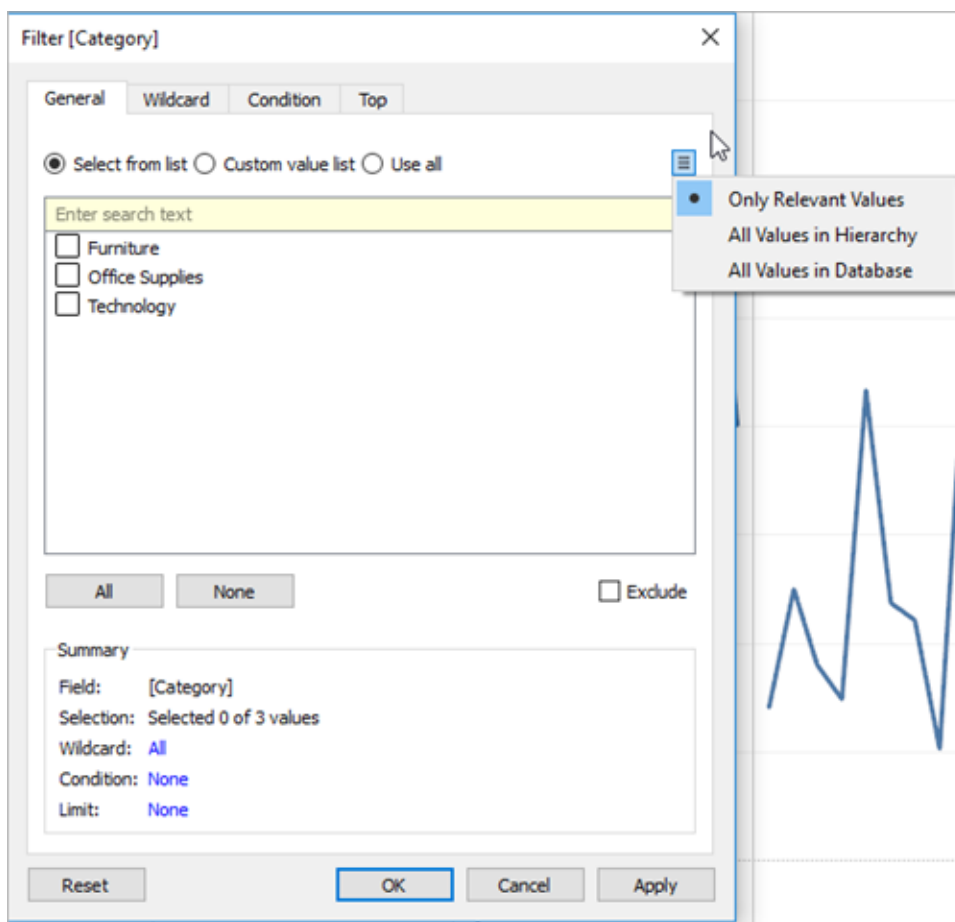 Filter [Category]
General Wildcard Condition Top
Select from list Custom value list Use all
Only Relevant Values
All Values in Hierarchy
All Values in Database
Enter search text
Furniture
Office Supplies
Technology
All None Exclude
Summary
Field: [Category]
Selection: Selected 0 of 3 values
Wildcard: All
Condition: None
Limit: None
Reset OK Cancel Apply